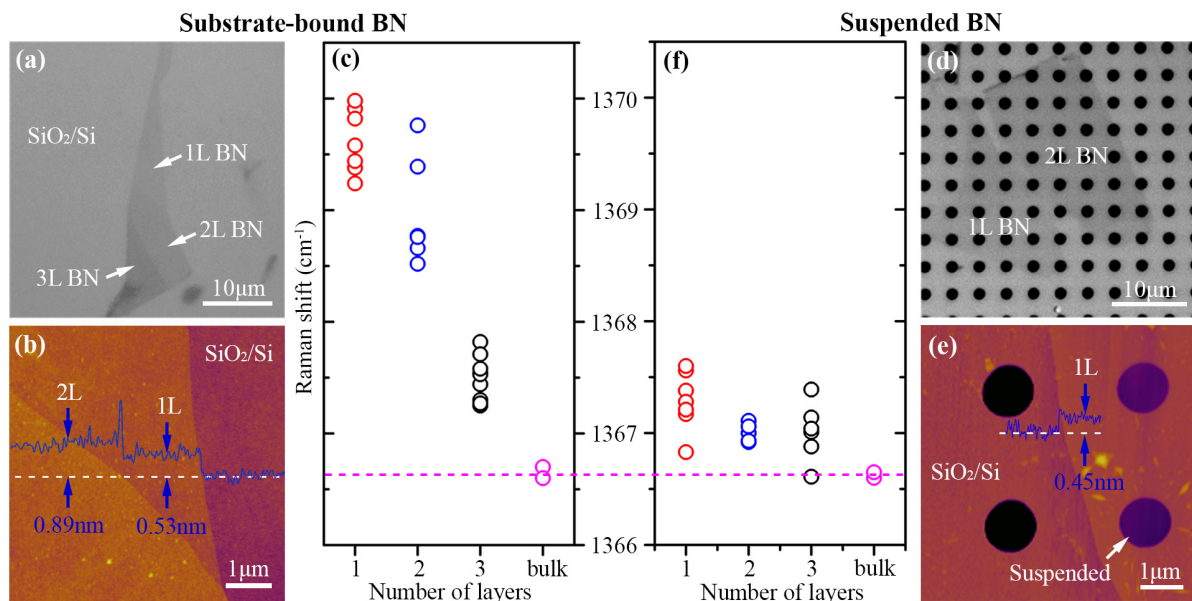 Substrate-bound BN
Suspended BN
(a)
SiO₂/Si
1L BN
2L BN
3L BN
10μm
(b)
SiO₂/Si
2L
1L
0.89nm
0.53nm
1μm
(c)
Raman shift (cm⁻¹)
1 2 3 bulk
Number of layers
1370
1369
1368
1367
1366
(f)
1 2 3 bulk
Number of layers
(d)
2L BN
1L BN
10μm
(e)
1L
SiO₂/Si
0.45nm
Suspended
1μm